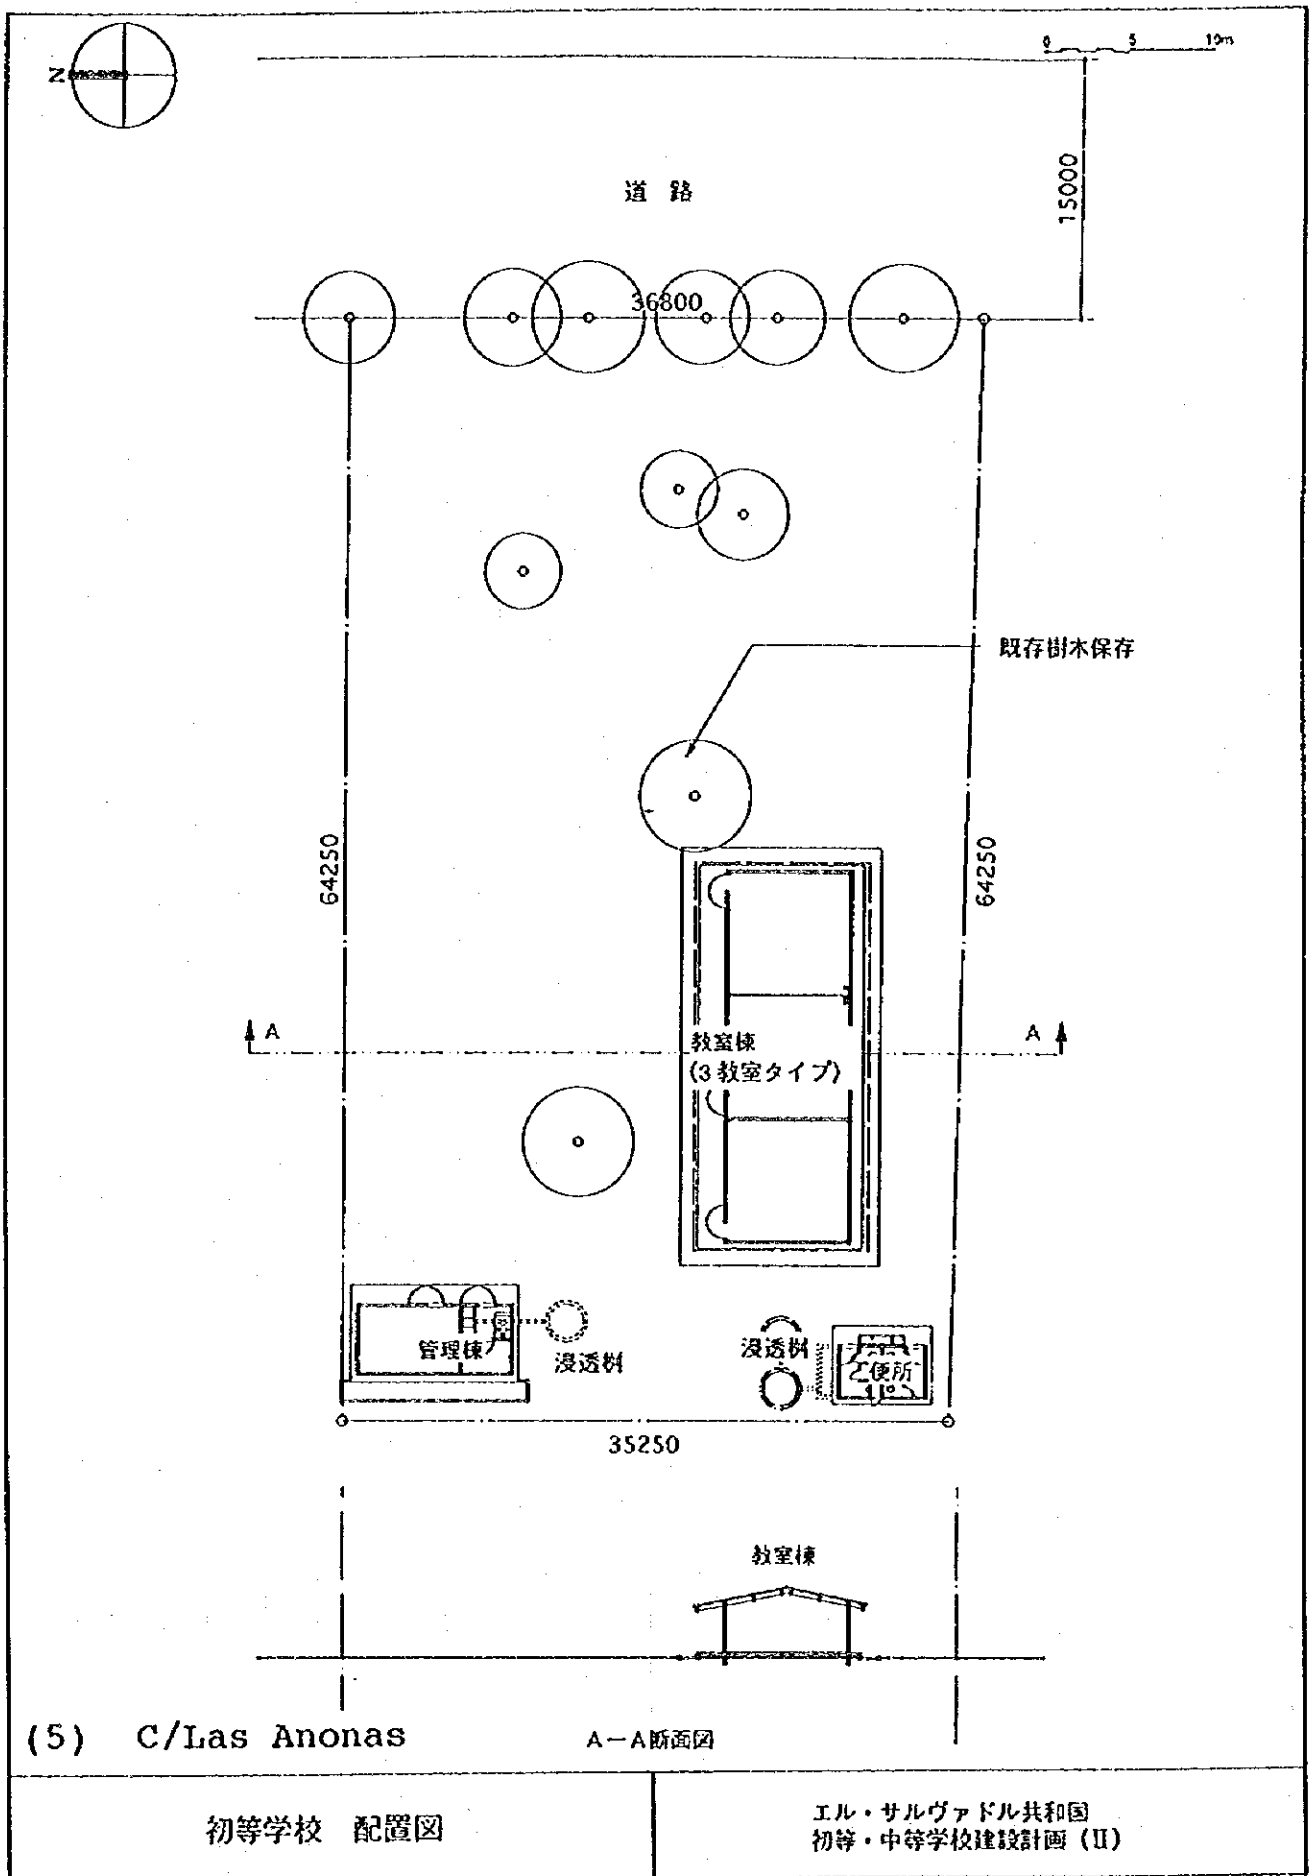 N
0 5 10m
道 路
15000
36800
既存樹木保存
64250
64250
A
A
教室棟
(3教室タイプ)
管理棟
浸透桝
浸透桝
便所
35250
教室棟
(5) C/Las Anonas
A－A断面図
初等学校 配置図
エル・サルヴァドル共和国
初等・中等学校建設計画 (II)